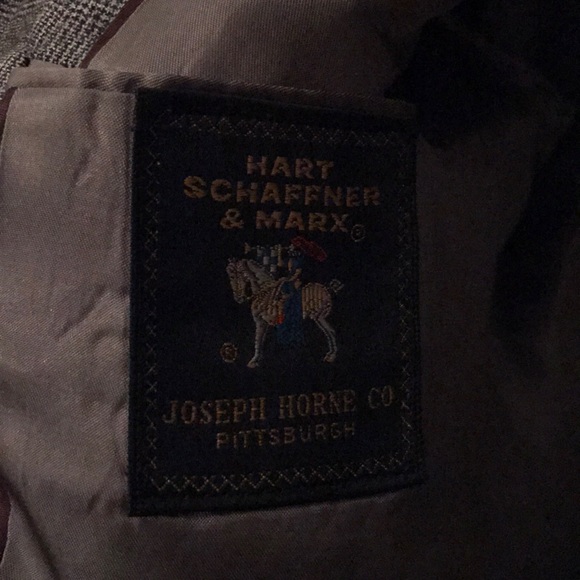 HART
SCHAFFNER
& MARX®
®
JOSEPH HORNE CO
PITTSBURGH